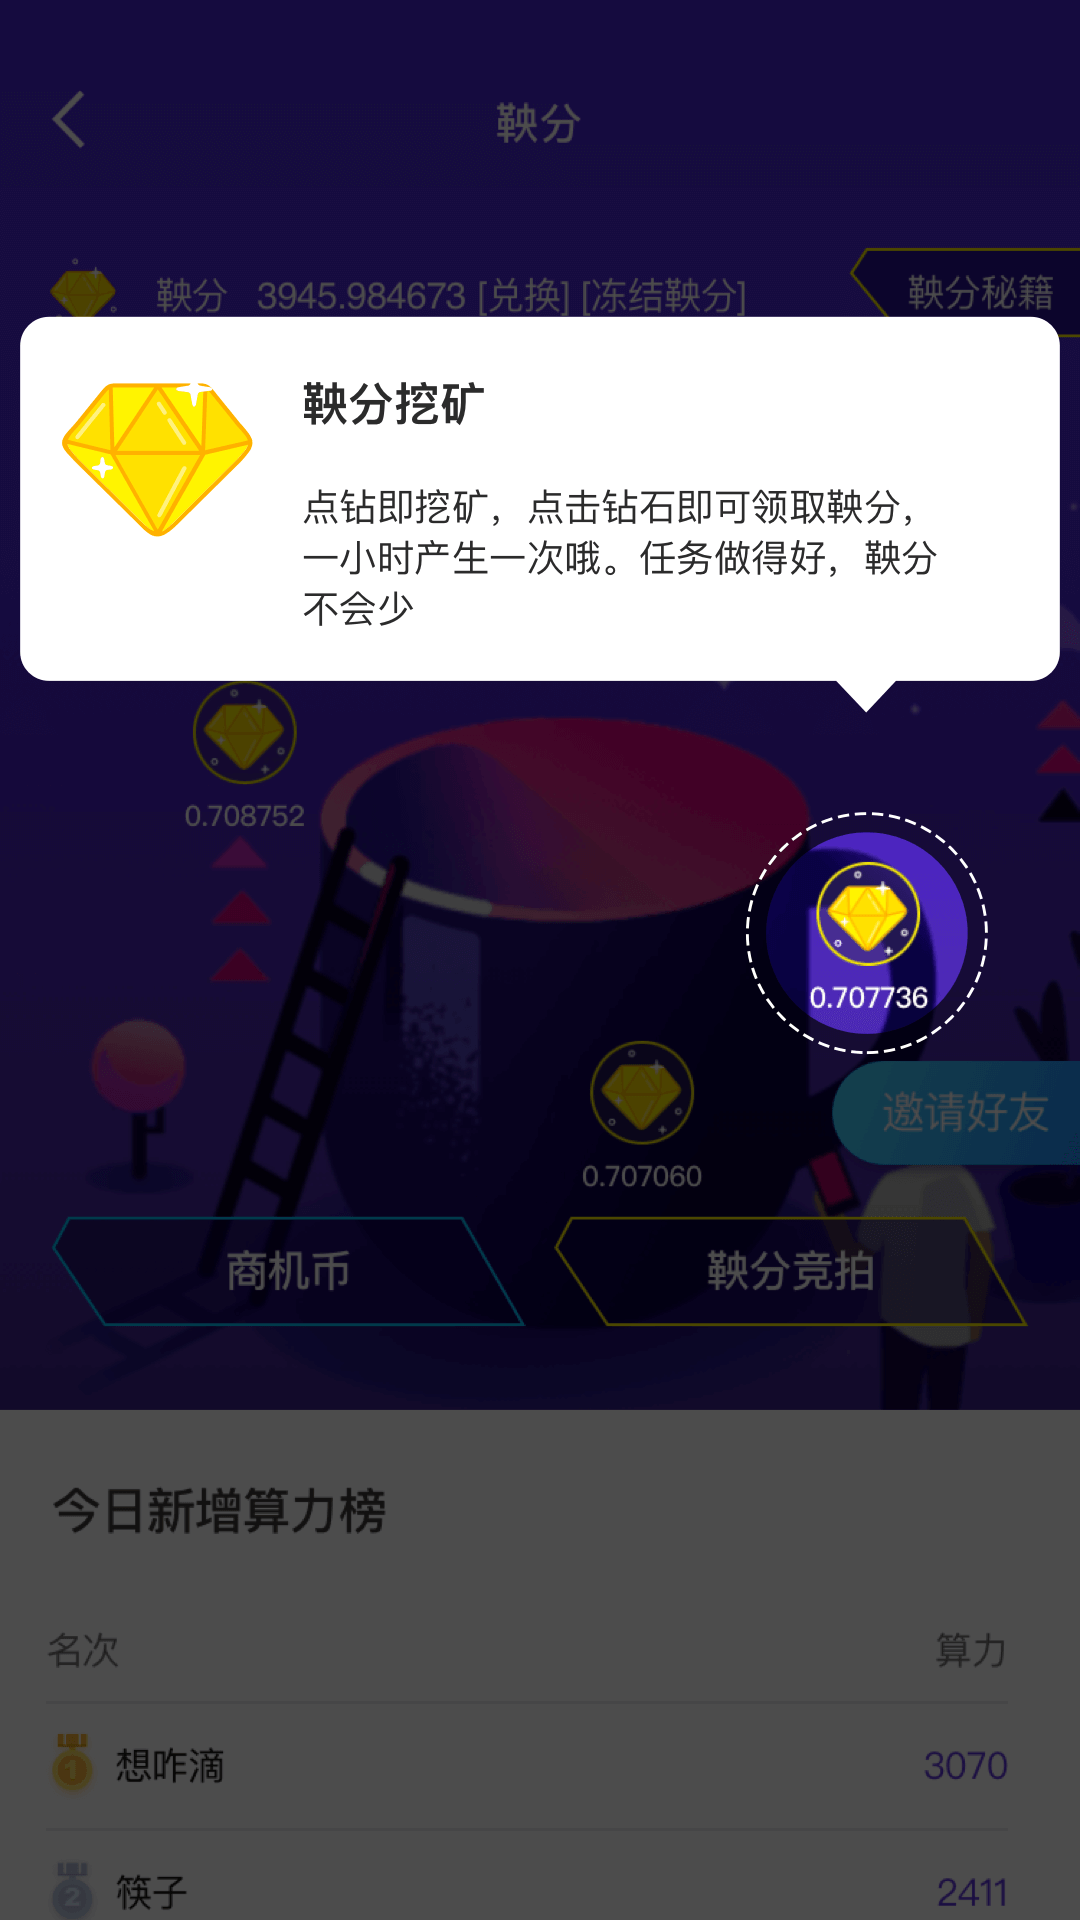 鞅分
鞅分 3945.984673 [兑换] [冻结鞅分]
鞅分秘籍
鞅分挖矿
点钻即挖矿，点击钻石即可领取鞅分，
一小时产生一次哦。任务做得好，鞅分
不会少
0.708752
0.707736
0.707060
邀请好友
商机币
鞅分竞拍
今日新增算力榜
名次 算力
1 想咋滴 3070
2 筷子 2411